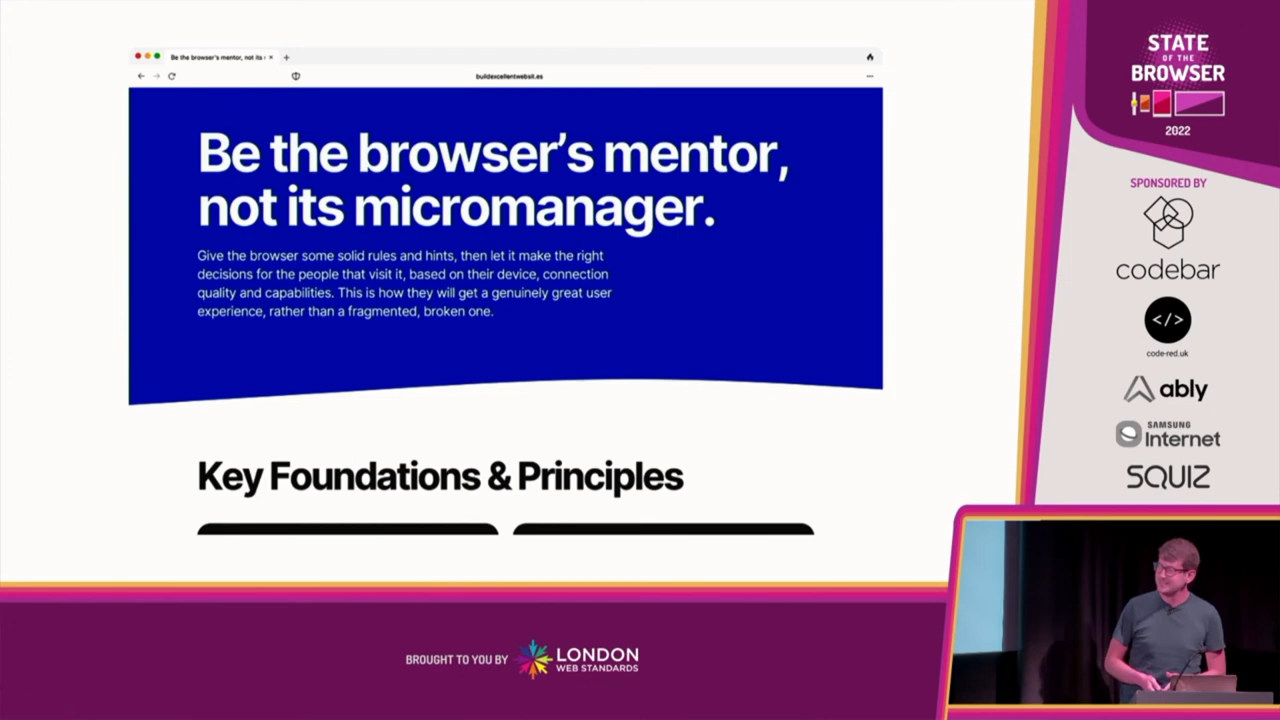 Be the browser's mentor, not its
buildexcellentwebsit.es
Be the browser's mentor,
not its micromanager.
Give the browser some solid rules and hints, then let it make the right
decisions for the people that visit it, based on their device, connection
quality and capabilities. This is how they will get a genuinely great user
experience, rather than a fragmented, broken one.
Key Foundations & Principles
STATE
OF THE
BROWSER
2022
SPONSORED BY
codebar
</>
code-red.uk
ably
SAMSUNG
Internet
SQUIZ
BROUGHT TO YOU BY
LONDON
WEB STANDARDS